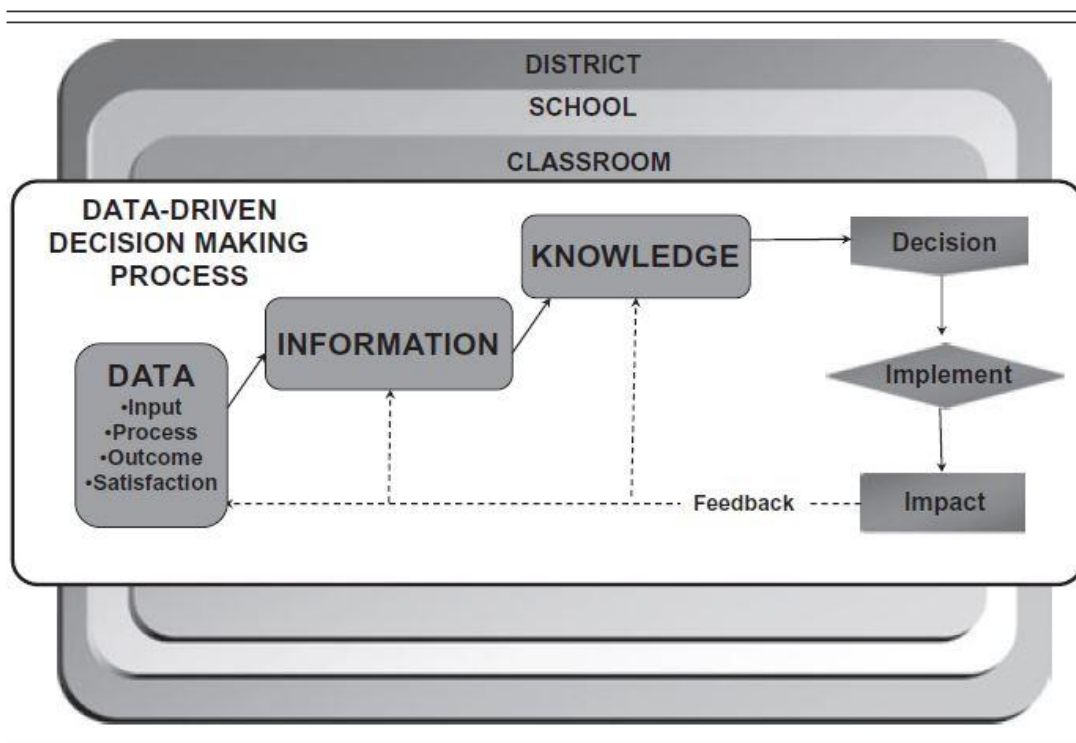 DISTRICT
SCHOOL
CLASSROOM
DATA-DRIVEN
DECISION MAKING
PROCESS
KNOWLEDGE
Decision
INFORMATION
DATA
•Input
•Process
•Outcome
•Satisfaction
Implement
Feedback
Impact